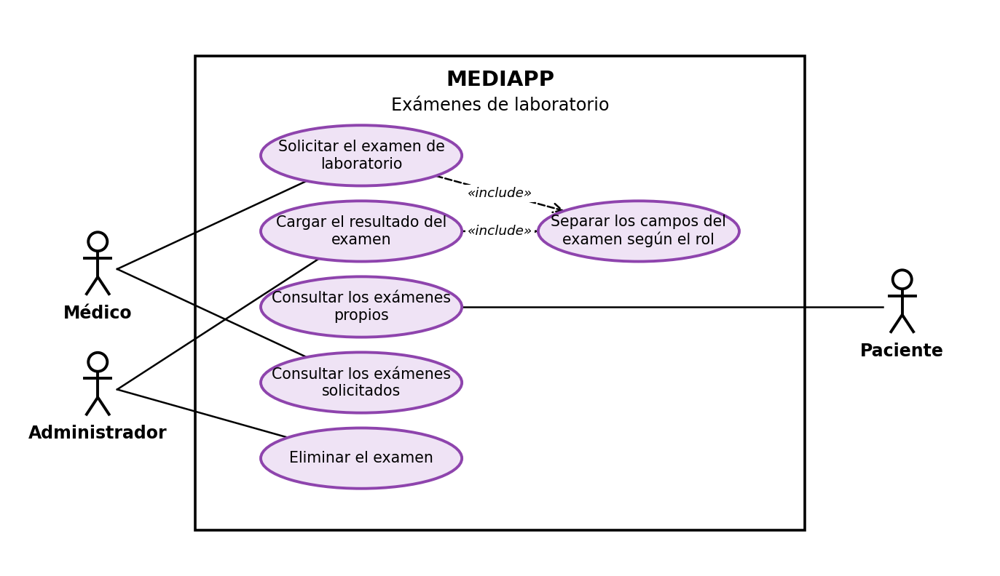 MEDIAPP
Exámenes de laboratorio
Solicitar el examen de
laboratorio
«include»
Cargar el resultado del
examen
«include»
Separar los campos del
examen según el rol
Consultar los exámenes
propios
Consultar los exámenes
solicitados
Eliminar el examen
Médico
Administrador
Paciente